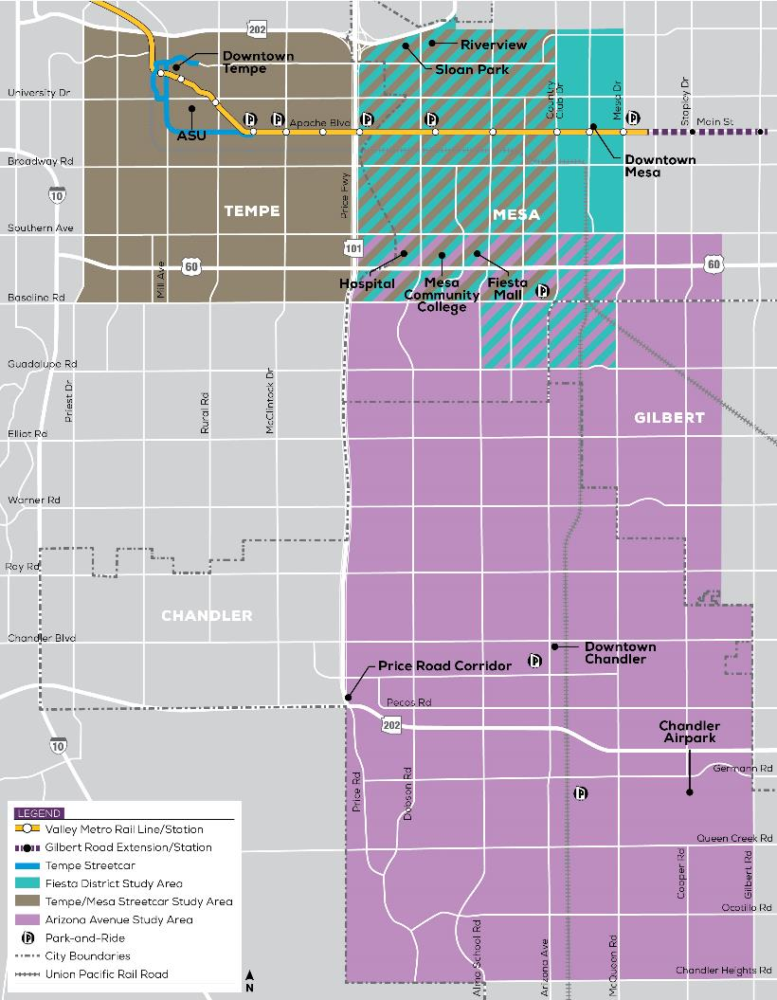 202
Riverview
Downtown
Tempe
Sloan Park
University Dr
Country
Club Dr
Mesa Dr
Stapley Dr
P
P
P
P
P
Apache Blvd
Main St
ASU
Broadway Rd
Downtown
Mesa
10
Price Fwy
TEMPE
MESA
Southern Ave
101
60
60
Mill Ave
Hospital
Mesa
Community
College
Fiesta
Mall
P
Baseline Rd
Guadalupe Rd
Priest Dr
Rural Rd
McClintock Dr
GILBERT
Elliot Rd
Warner Rd
Ray Rd
CHANDLER
Chandler Blvd
Downtown
Chandler
P
Price Road Corridor
Pecos Rd
202
Chandler
Airpark
10
Germann Rd
Price Rd
Dobson Rd
P
Queen Creek Rd
Cooper Rd
Gilbert Rd
Ocotillo Rd
Alma School Rd
Arizona Ave
McQueen Rd
Chandler Heights Rd
LEGEND
Valley Metro Rail Line/Station
Gilbert Road Extension/Station
Tempe Streetcar
Fiesta District Study Area
Tempe/Mesa Streetcar Study Area
Arizona Avenue Study Area
P Park-and-Ride
City Boundaries
Union Pacific Rail Road
N